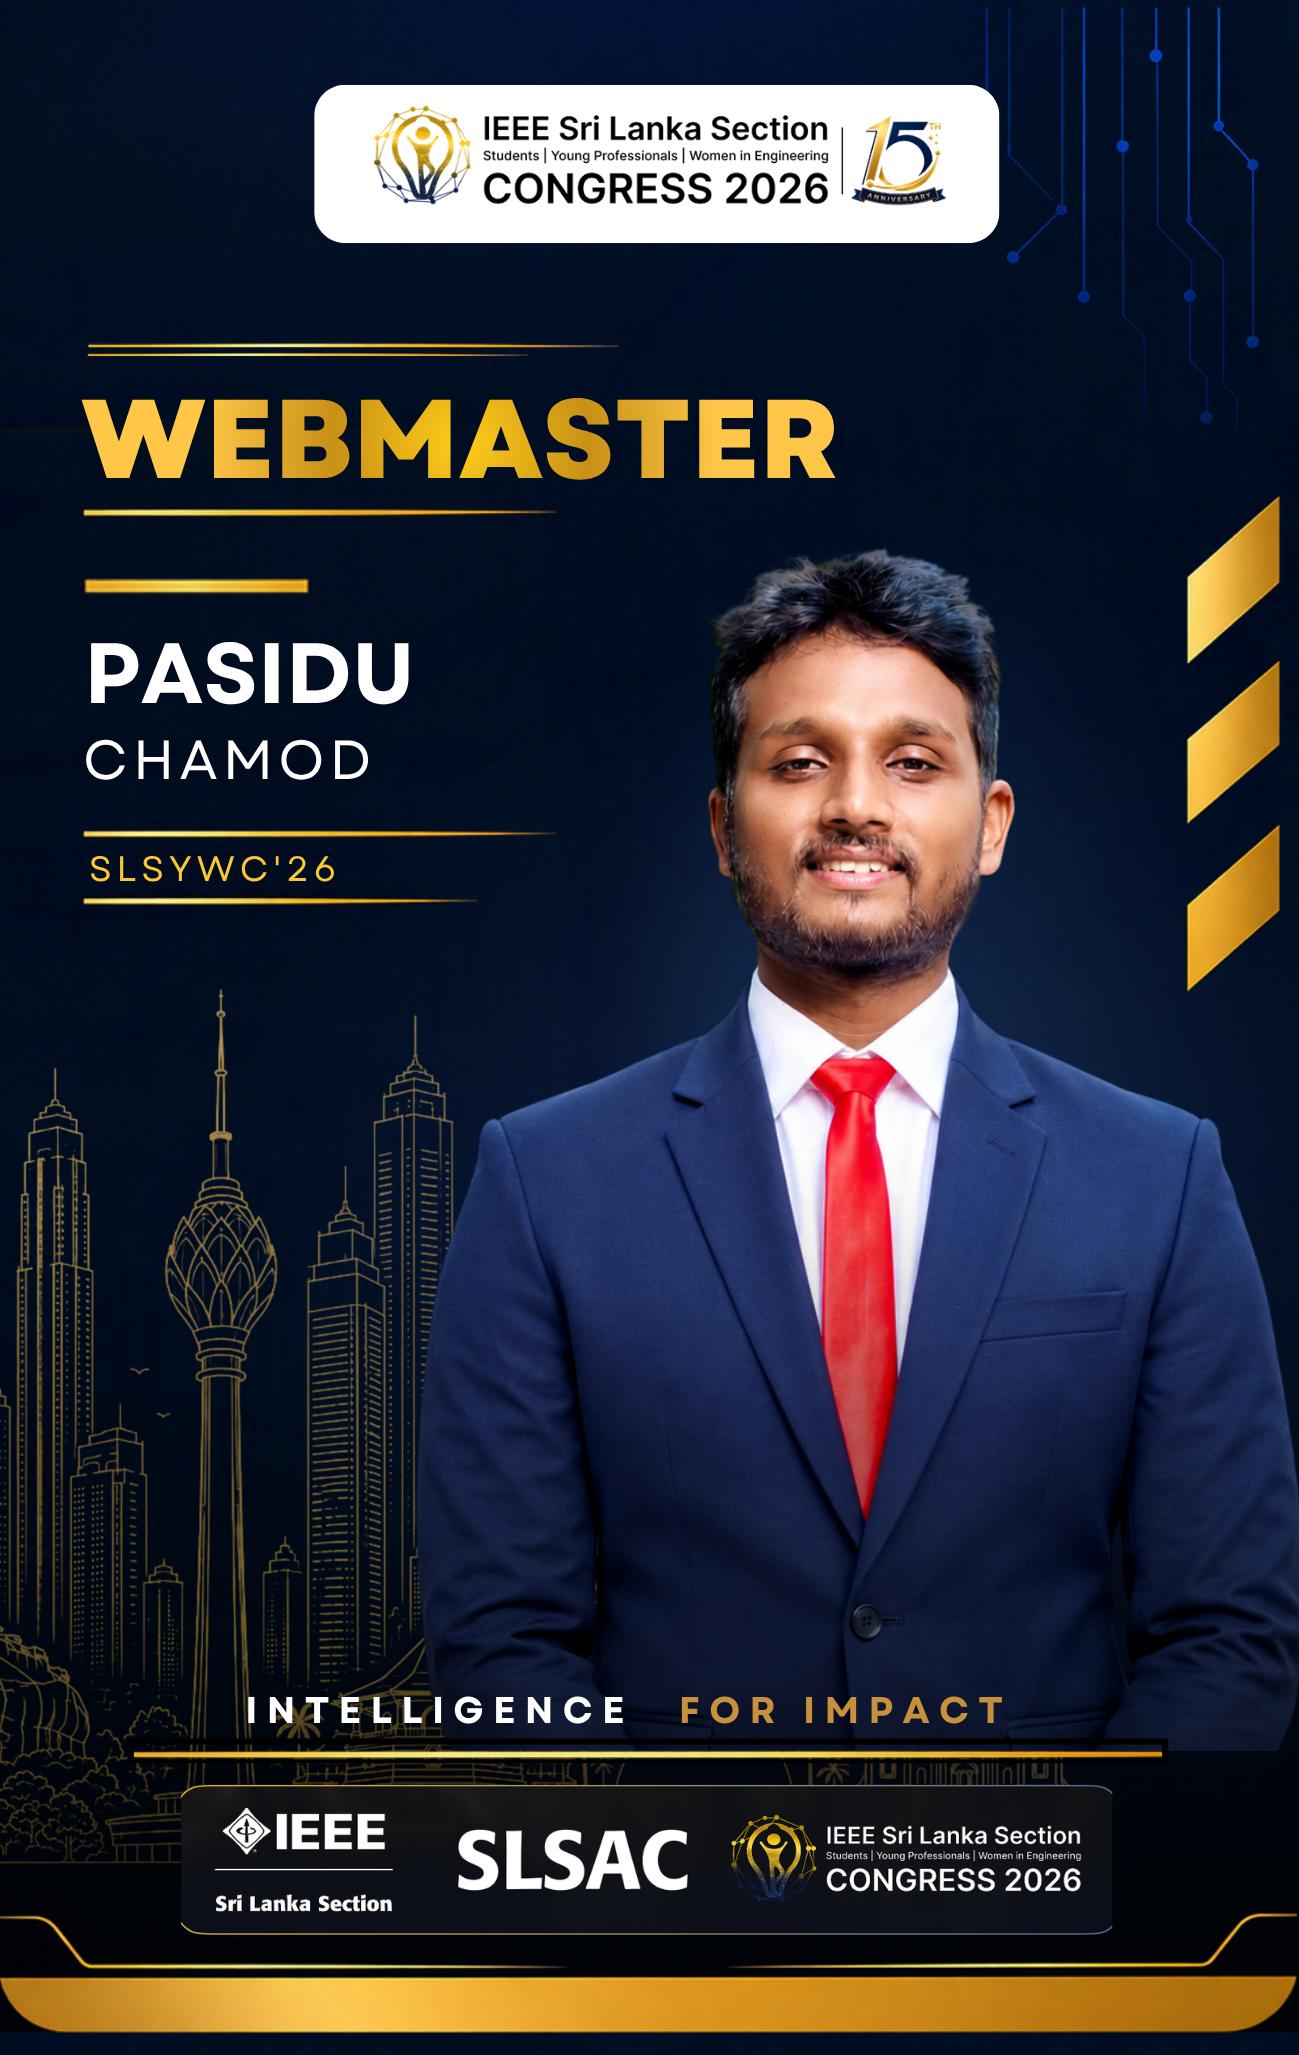 IEEE Sri Lanka Section
Students | Young Professionals | Women in Engineering
CONGRESS 2026
15TH
ANNIVERSARY
WEBMASTER
PASIDU
CHAMOD
SLSYWC'26
INTELLIGENCE FOR IMPACT
IEEE
Sri Lanka Section
SLSAC
IEEE Sri Lanka Section
Students | Young Professionals | Women in Engineering
CONGRESS 2026